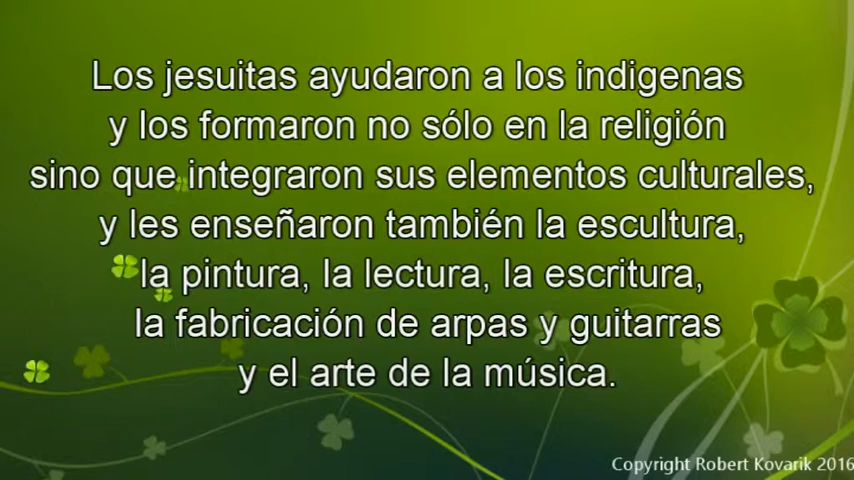 Los jesuitas ayudaron a los indigenas
y los formaron no sólo en la religión
sino que integraron sus elementos culturales,
y les enseñaron también la escultura,
la pintura, la lectura, la escritura,
la fabricación de arpas y guitarras
y el arte de la música.
Copyright Robert Kovarik 2016